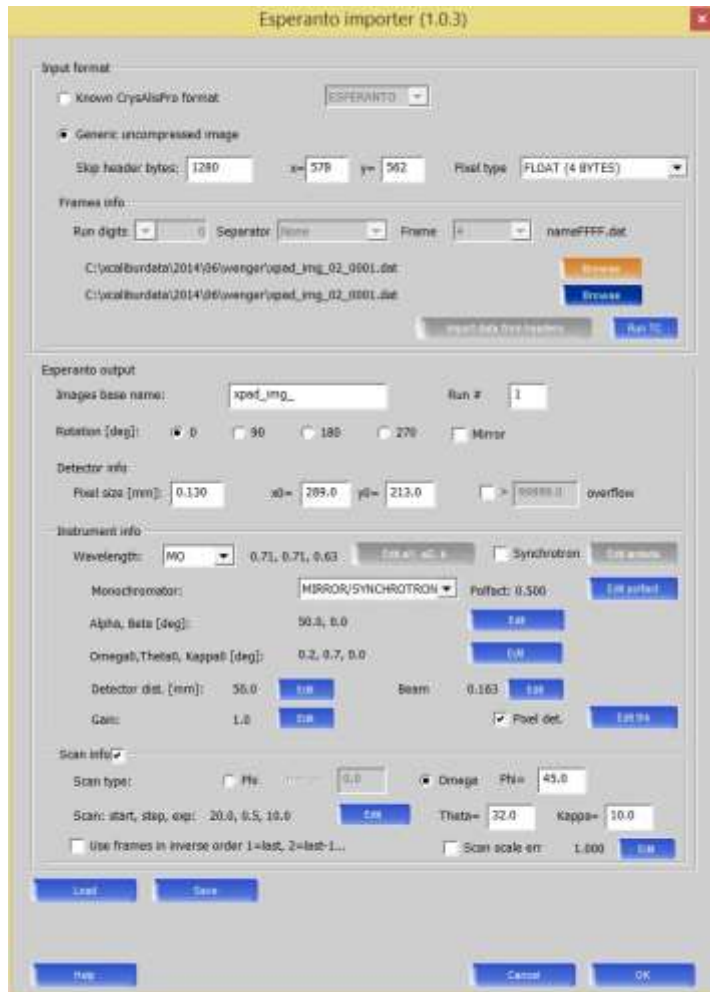 Esperanto importer (1.0.3)
Input format
Known CrysAlisPro format ESPERANTO
Generic uncompressed image
Skip header bytes: 1280 x= 578 y= 562 Pixel type FLOAT (4 BYTES)
Frames info
Run digits 0 Separator None Frame 4 nameFFFF.dat
C:\xcaliburdata\2014\06\wenger\xpad_img_02_0001.dat Browse
C:\xcaliburdata\2014\06\wenger\xpad_img_02_0001.dat Browse
Import data from headers Run TC
Esperanto output
Images base name: xpad_img_ Run # 1
Rotation [deg]: 0 90 180 270 Mirror
Detector info
Pixel size [mm]: 0.130 x0= 289.0 y0= 213.0 > overflow
Instrument info
Wavelength: MO 0.71, 0.71, 0.63 Synchrotron
Monochromator: MIRROR/SYNCHROTRON Polfact: 0.500 Edit polfact
Alpha, Beta [deg]: 50.0, 0.0 Edit
Omega0,Theta0, Kappa0 [deg]: 0.2, 0.7, 0.0 Edit
Detector dist. [mm]: 50.0 Edit Beam 0.163 Edit
Gain: 1.0 Edit Pixel det.
Scan info
Scan type: Phi 0.0 Omega Phi= 45.0
Scan: start, step, exp: 20.0, 0.5, 10.0 Edit Theta= 32.0 Kappa= 10.0
Use frames in inverse order 1=last, 2=last-1... Scan scale err 1.000 Edit
Load Save
Help Cancel OK